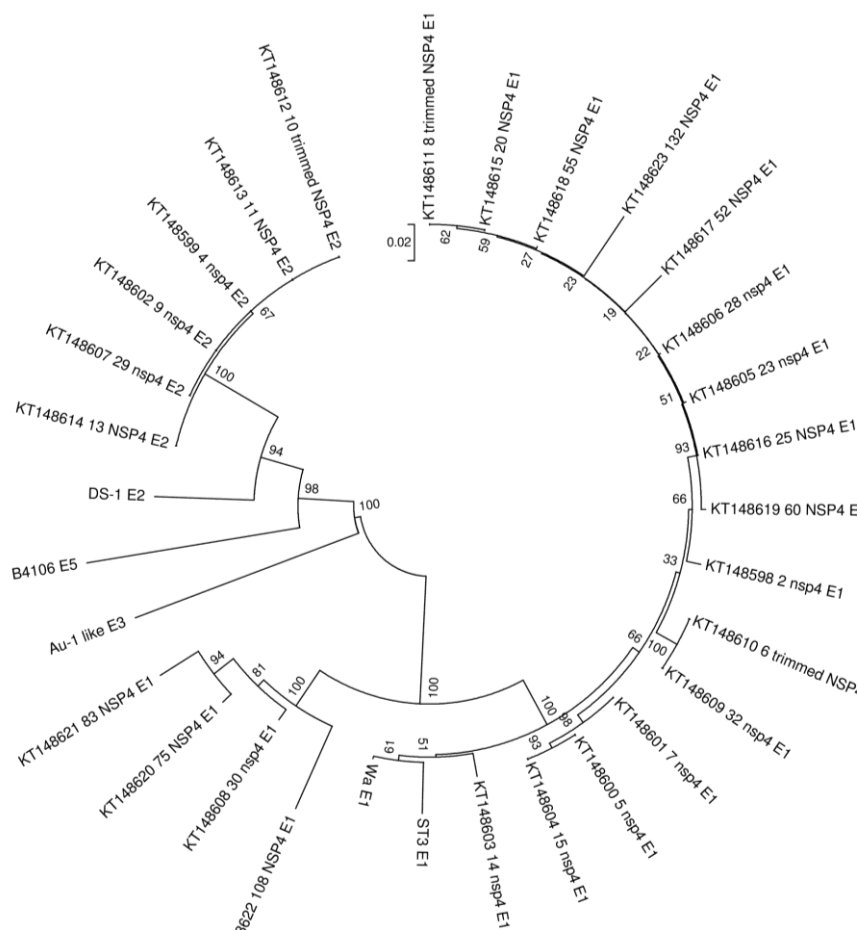 KT148611 8 trimmed NSP4 E1
KT148615 20 NSP4 E1
KT148618 55 NSP4 E1
KT148623 132 NSP4 E1
KT148617 52 NSP4 E1
KT148606 28 nsp4 E1
KT148605 23 nsp4 E1
KT148616 25 NSP4 E1
KT148619 60 NSP4 E
KT148598 2 nsp4 E1
KT148610 6 trimmed NSP4
KT148609 32 nsp4 E1
KT148601 7 nsp4 E1
KT148600 5 nsp4 E1
KT148604 15 nsp4 E1
KT148603 14 nsp4 E1
ST3 E1
Wa E1
3622 108 NSP4 E1
KT148608 30 nsp4 E1
KT148620 75 NSP4 E1
KT148621 83 NSP4 E1
Au-1 like E3
B4106 E5
DS-1 E2
KT148614 13 NSP4 E2
KT148607 29 nsp4 E2
KT148602 9 nsp4 E2
KT148599 4 nsp4 E2
KT148613 11 NSP4 E2
KT148612 10 trimmed NSP4 E2
0.02
62
59
27
23
19
22
51
93
66
33
100
66
98
93
100
51
19
100
100
81
94
100
98
94
100
67